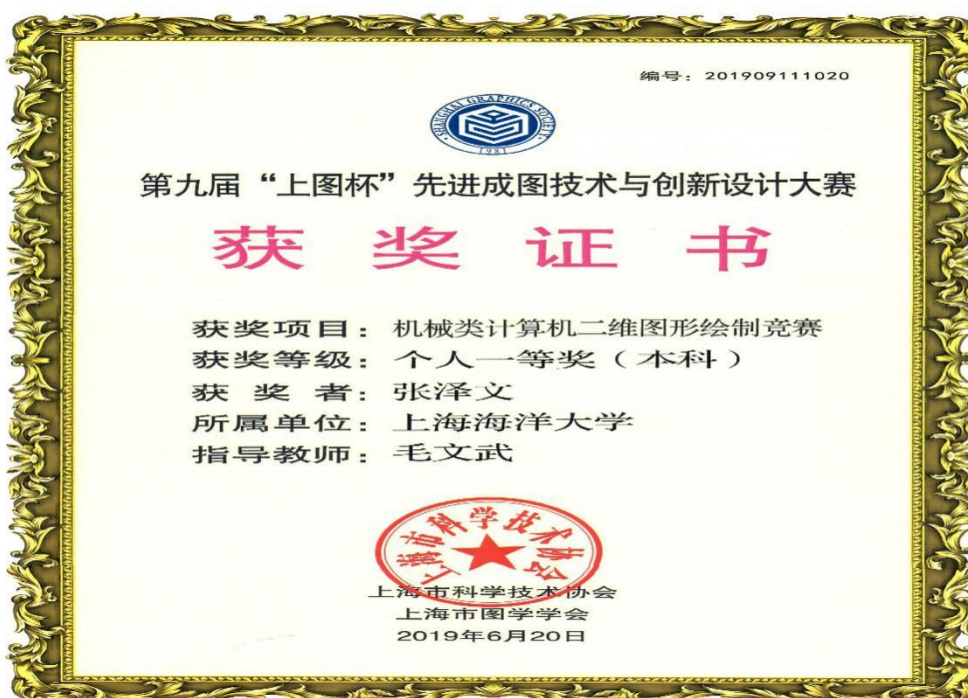 编号：201909111020
SHANGHAI GRAPHICS SOCIETY
1981
第九届“上图杯”先进成图技术与创新设计大赛
获奖证书
获奖项目：机械类计算机二维图形绘制竞赛
获奖等级：个人一等奖（本科）
获奖者：张泽文
所属单位：上海海洋大学
指导教师：毛文武
上海市科学技术协会
上海市科学技术协会
上海市图学学会
2019年6月20日